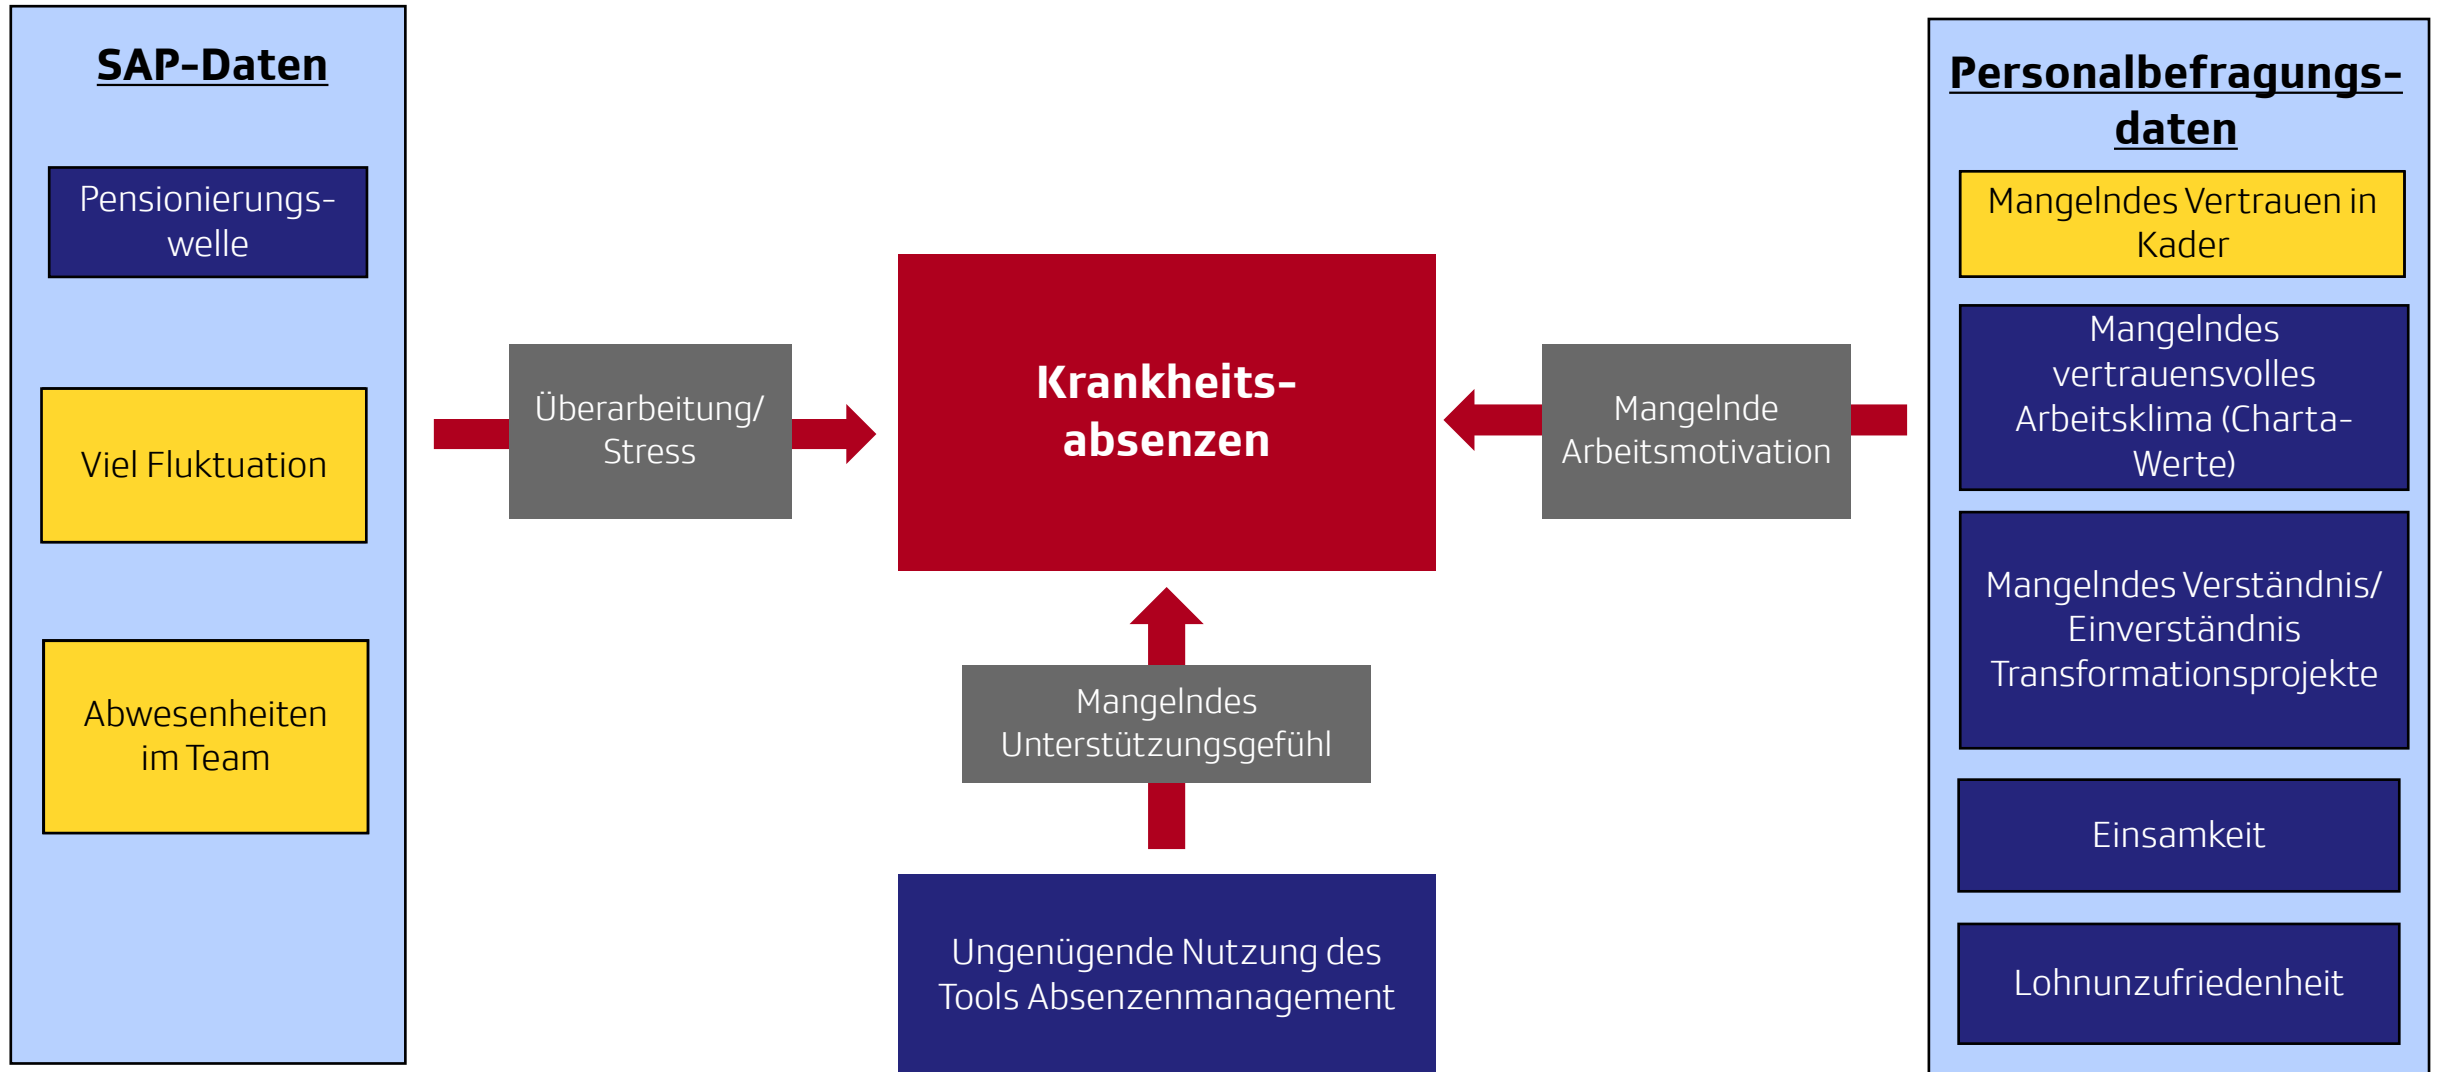 SAP-Daten
Pensionierungs-
welle
Viel Fluktuation
Abwesenheiten
im Team
Überarbeitung/
Stress
Krankheits-
absenzen
Mangelndes
Unterstützungsgefühl
Ungenügende Nutzung des
Tools Absenzenmanagement
Mangelnde
Arbeitsmotivation
Personalbefragungs-
daten
Mangelndes Vertrauen in
Kader
Mangelndes
vertrauensvolles
Arbeitsklima (Charta-
Werte)
Mangelndes Verständnis/
Einverständnis
Transformationsprojekte
Einsamkeit
Lohnunzufriedenheit